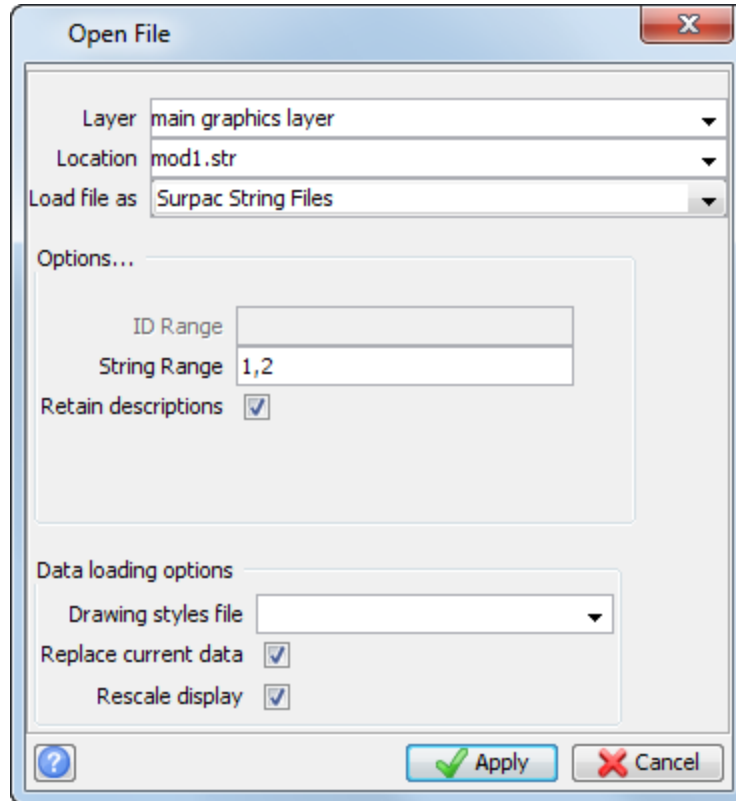 Open File
Layer main graphics layer
Location mod1.str
Load file as Surpac String Files
Options...
ID Range
String Range 1,2
Retain descriptions
Data loading options
Drawing styles file
Replace current data
Rescale display
? Apply Cancel